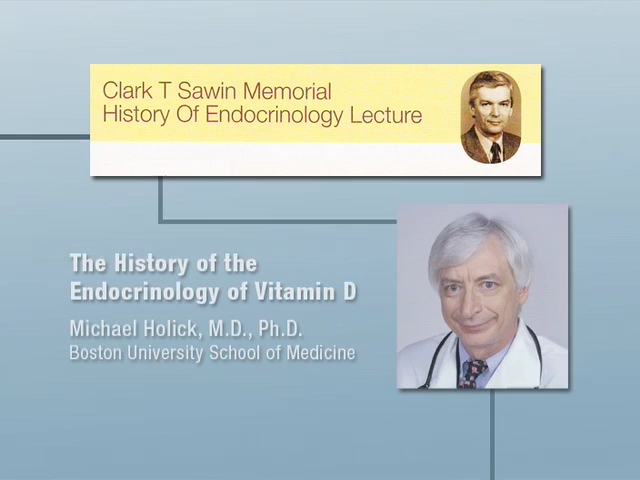 Clark T Sawin Memorial
History Of Endocrinology Lecture
The History of the
Endocrinology of Vitamin D
Michael Holick, M.D., Ph.D.
Boston University School of Medicine